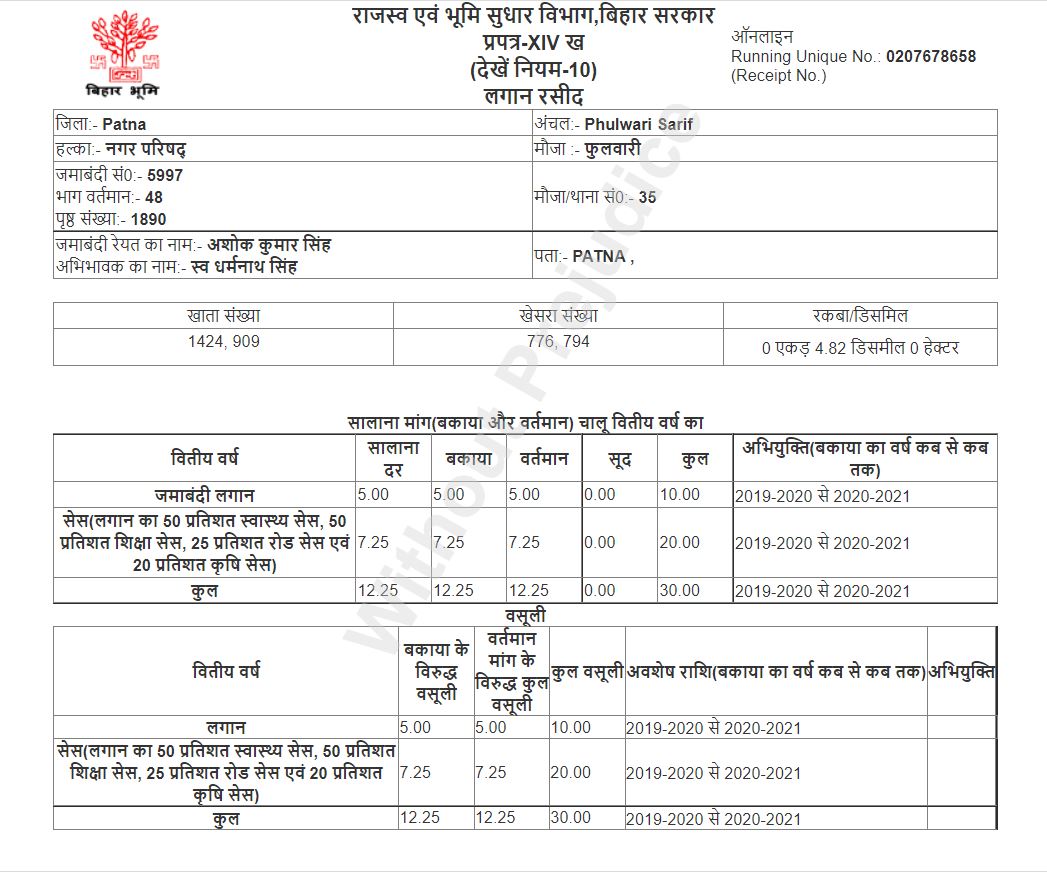 राजस्व एवं भूमि सुधार विभाग,बिहार सरकार
प्रपत्र-XIV ख
(देखें नियम-10)
लगान रसीद
बिहार भूमि
ऑनलाइन
Running Unique No.: 0207678658
(Receipt No.)
जिला:- Patna
अंचल:- Phulwari Sarif
हल्का:- नगर परिषद्
मौजा :- फुलवारी
जमाबंदी सं0:- 5997
भाग वर्तमान:- 48
पृष्ठ संख्या:- 1890
मौजा/थाना सं0:- 35
जमाबंदी रेयत का नाम:- अशोक कुमार सिंह
अभिभावक का नाम:- स्व धर्मनाथ सिंह
पता:- PATNA ,
खाता संख्या खेसरा संख्या रकबा/डिसमिल
1424, 909 776, 794 0 एकड़ 4.82 डिसमील 0 हेक्टर
सालाना मांग(बकाया और वर्तमान) चालू वितीय वर्ष का
वितीय वर्ष
सालाना
दर
बकाया
वर्तमान
सूद
कुल
अभियुक्ति(बकाया का वर्ष कब से कब
तक)
जमाबंदी लगान 5.00 5.00 5.00 0.00 10.00 2019-2020 से 2020-2021
सेस(लगान का 50 प्रतिशत स्वास्थ्य सेस, 50
प्रतिशत शिक्षा सेस, 25 प्रतिशत रोड सेस एवं
20 प्रतिशत कृषि सेस)
7.25 7.25 7.25 0.00 20.00 2019-2020 से 2020-2021
कुल 12.25 12.25 12.25 0.00 30.00 2019-2020 से 2020-2021
वसूली
वितीय वर्ष
बकाया के
विरुद्ध
वसूली
वर्तमान
मांग के
विरुद्ध कुल
वसूली
कुल वसूली
अवशेष राशि(बकाया का वर्ष कब से कब तक)
अभियुक्ति
लगान 5.00 5.00 10.00 2019-2020 से 2020-2021
सेस(लगान का 50 प्रतिशत स्वास्थ्य सेस, 50 प्रतिशत
शिक्षा सेस, 25 प्रतिशत रोड सेस एवं 20 प्रतिशत
कृषि सेस)
7.25 7.25 20.00 2019-2020 से 2020-2021
कुल 12.25 12.25 30.00 2019-2020 से 2020-2021
Without Prejudice